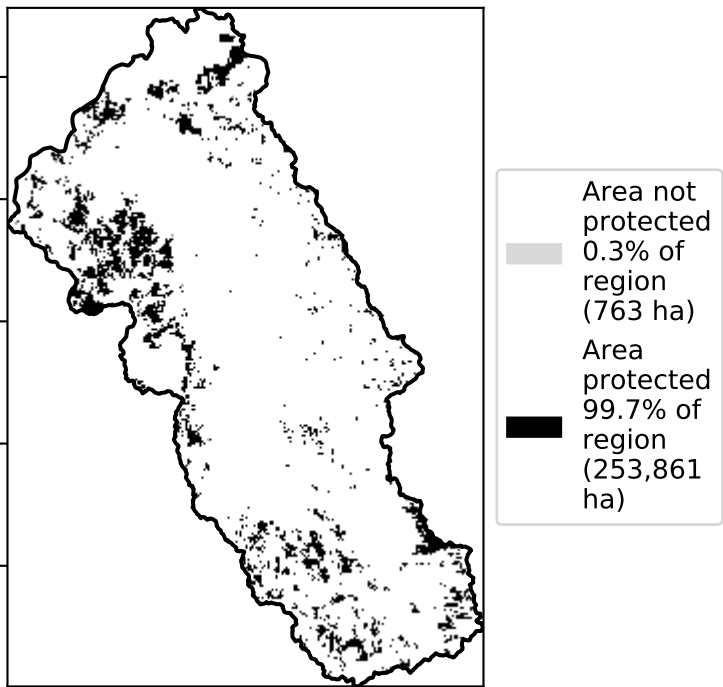 Area not
protected
0.3% of
region
(763 ha)
Area
protected
99.7% of
region
(253,861
ha)